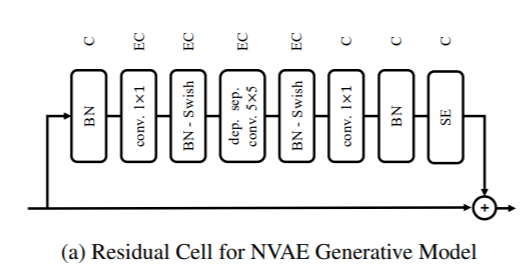 C EC EC EC EC C C C
BN
conv. 1×1
BN - Swish
dep. sep.
conv. 5×5
BN - Swish
conv. 1×1
BN
SE
+
(a) Residual Cell for NVAE Generative Model